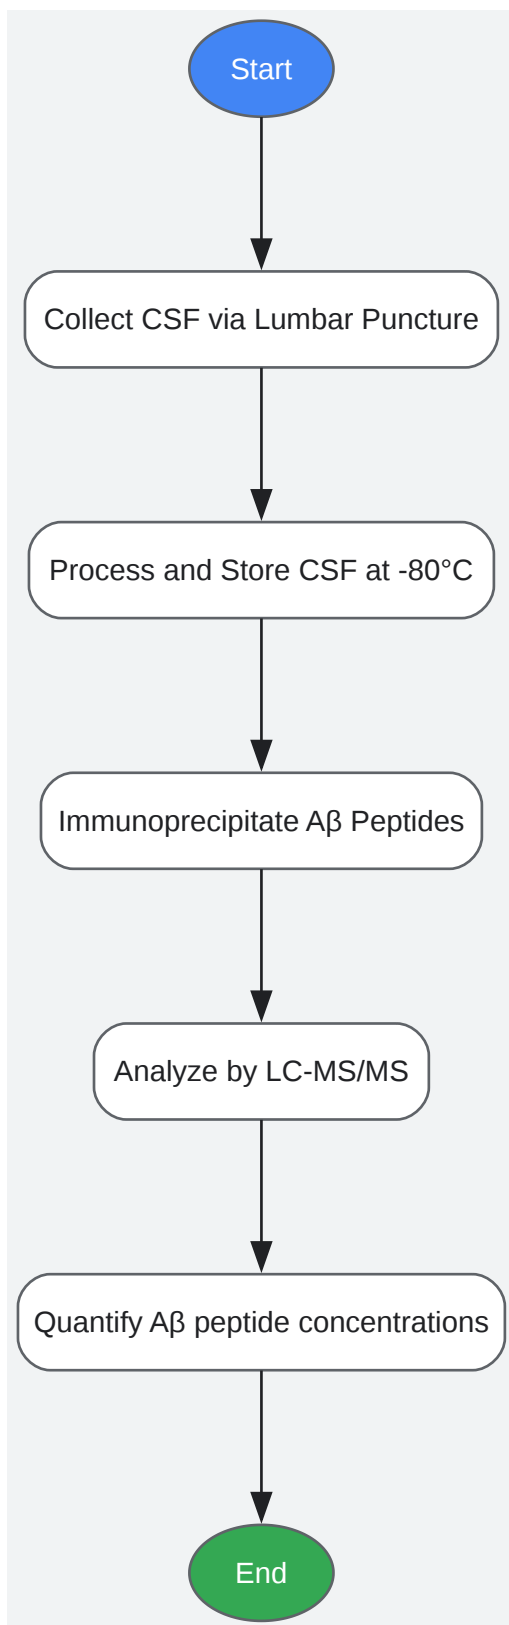 Start
Collect CSF via Lumbar Puncture
Process and Store CSF at -80°C
Immunoprecipitate Aβ Peptides
Analyze by LC-MS/MS
Quantify Aβ peptide concentrations
End